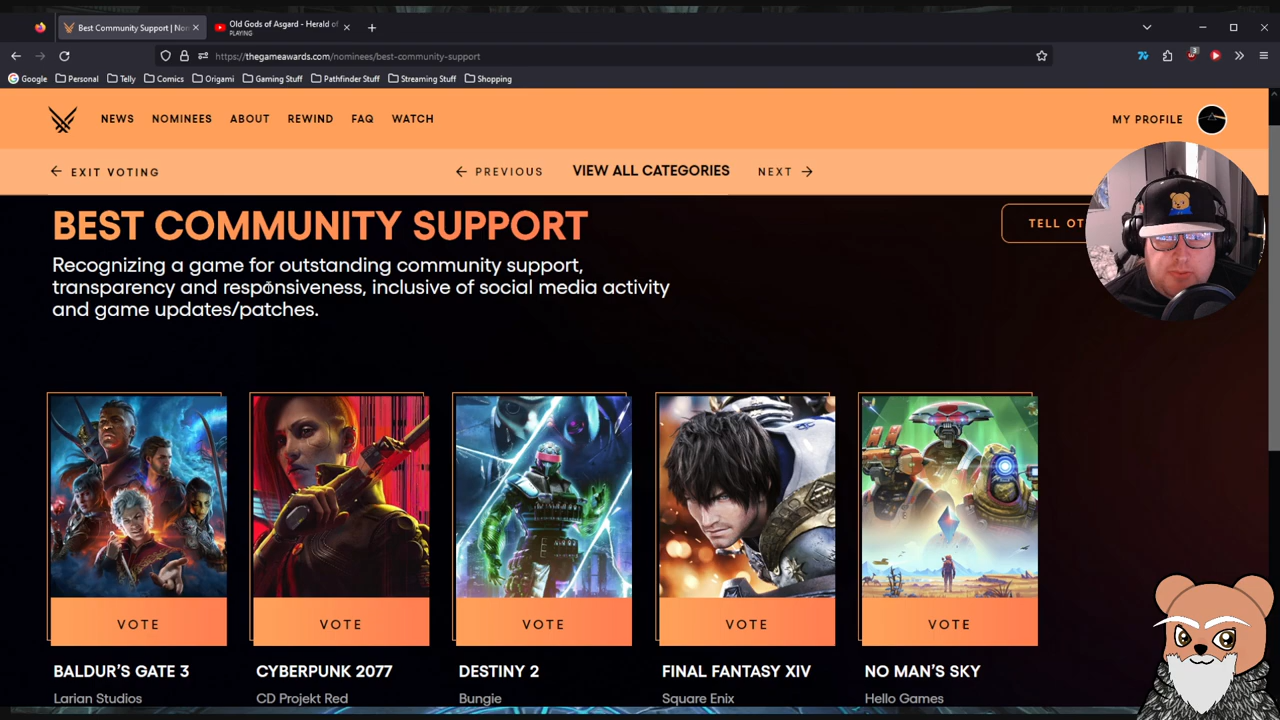 Best Community Support | No
Old Gods of Asgard - Herald of
PLAYING
https://thegameawards.com/nominees/best-community-support
3
Google Personal Telly Comics Origami Gaming Stuff Pathfinder Stuff Streaming Stuff Shopping
NEWS NOMINEES ABOUT REWIND FAQ WATCH MY PROFILE
EXIT VOTING PREVIOUS VIEW ALL CATEGORIES NEXT
BEST COMMUNITY SUPPORT
TELL OT
Recognizing a game for outstanding community support,
transparency and responsiveness, inclusive of social media activity
and game updates/patches.
VOTE VOTE VOTE VOTE VOTE
BALDUR'S GATE 3 CYBERPUNK 2077 DESTINY 2 FINAL FANTASY XIV NO MAN'S SKY
Larian Studios CD Projekt Red Bungie Square Enix Hello Games